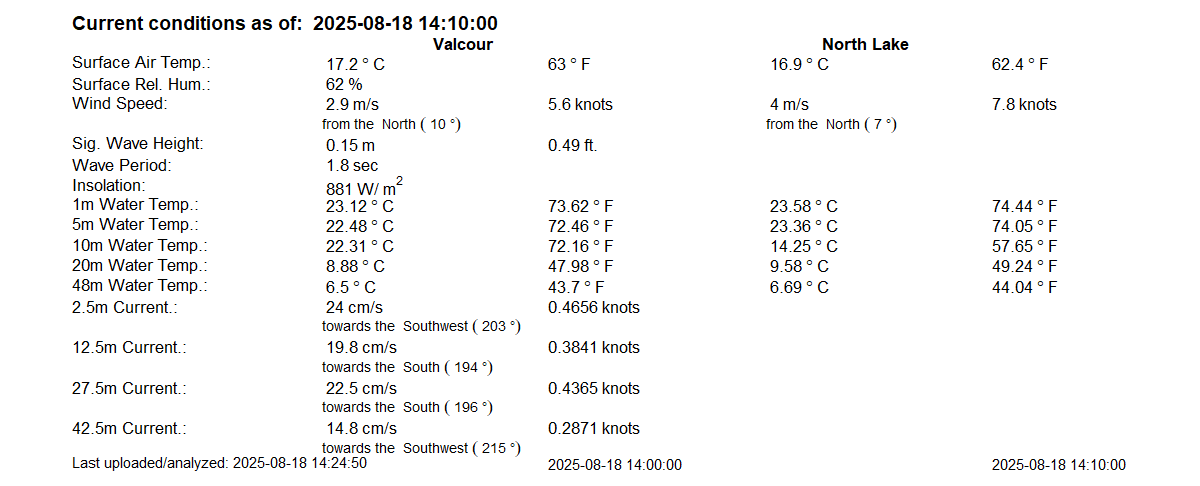 Current conditions as of: 2025-08-18 14:10:00
Valcour North Lake
Surface Air Temp.: 17.2 ° C 63 ° F 16.9 ° C 62.4 ° F
Surface Rel. Hum.: 62 %
Wind Speed: 2.9 m/s 5.6 knots 4 m/s 7.8 knots
from the North ( 10 °) from the North ( 7 °)
Sig. Wave Height: 0.15 m 0.49 ft.
Wave Period: 1.8 sec
Insolation: 881 W/ m2
1m Water Temp.: 23.12 ° C 73.62 ° F 23.58 ° C 74.44 ° F
5m Water Temp.: 22.48 ° C 72.46 ° F 23.36 ° C 74.05 ° F
10m Water Temp.: 22.31 ° C 72.16 ° F 14.25 ° C 57.65 ° F
20m Water Temp.: 8.88 ° C 47.98 ° F 9.58 ° C 49.24 ° F
48m Water Temp.: 6.5 ° C 43.7 ° F 6.69 ° C 44.04 ° F
2.5m Current.: 24 cm/s 0.4656 knots
towards the Southwest ( 203 °)
12.5m Current.: 19.8 cm/s 0.3841 knots
towards the South ( 194 °)
27.5m Current.: 22.5 cm/s 0.4365 knots
towards the South ( 196 °)
42.5m Current.: 14.8 cm/s 0.2871 knots
towards the Southwest ( 215 °)
Last uploaded/analyzed: 2025-08-18 14:24:50 2025-08-18 14:00:00 2025-08-18 14:10:00